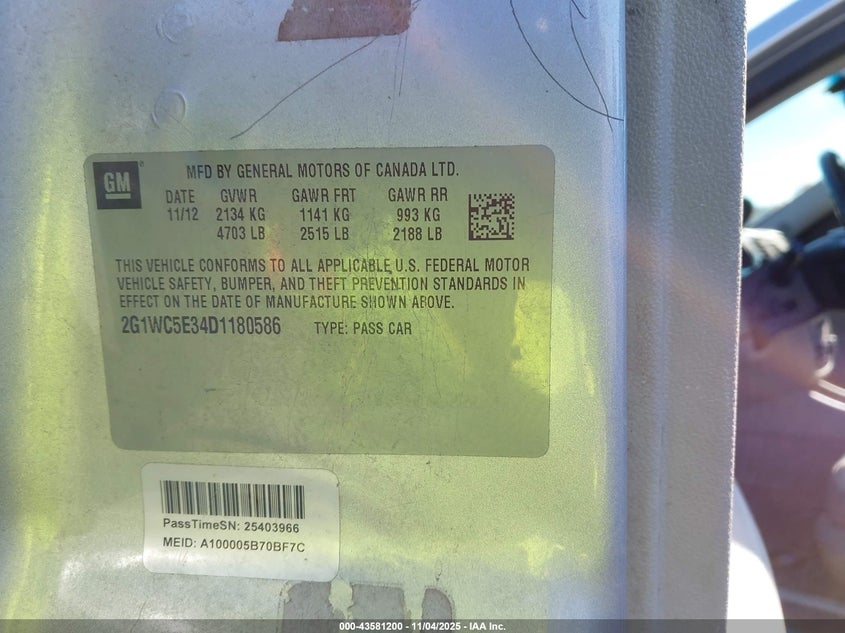 GM
MFD BY GENERAL MOTORS OF CANADA LTD.
DATE GVWR GAWR FRT GAWR RR
11/12 2134 KG 1141 KG 993 KG
4703 LB 2515 LB 2188 LB
THIS VEHICLE CONFORMS TO ALL APPLICABLE U.S. FEDERAL MOTOR
VEHICLE SAFETY, BUMPER, AND THEFT PREVENTION STANDARDS IN
EFFECT ON THE DATE OF MANUFACTURE SHOWN ABOVE.
2G1WC5E34D1180586 TYPE: PASS CAR
PassTimeSN: 25403966
MEID: A100005B70BF7C
000-43581200 - 11/04/2025 - IAA Inc.